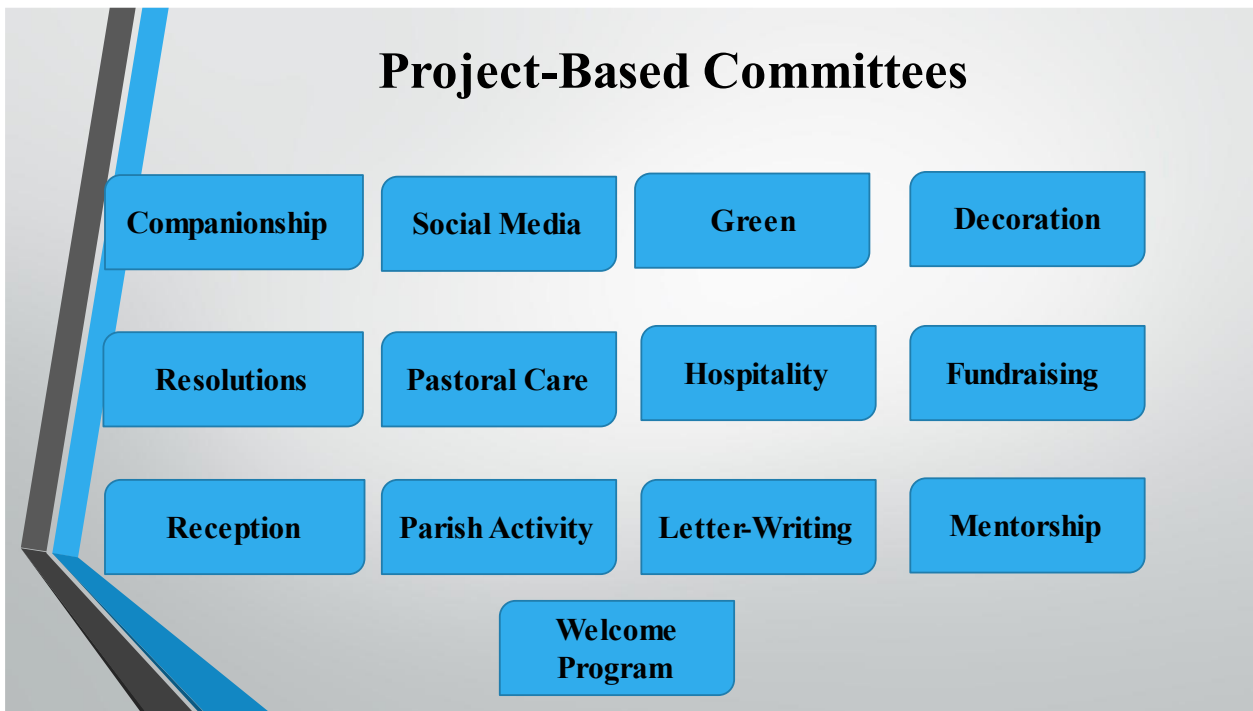 Project-Based Committees
Companionship
Social Media
Green
Decoration
Resolutions
Pastoral Care
Hospitality
Fundraising
Reception
Parish Activity
Letter-Writing
Mentorship
Welcome
Program